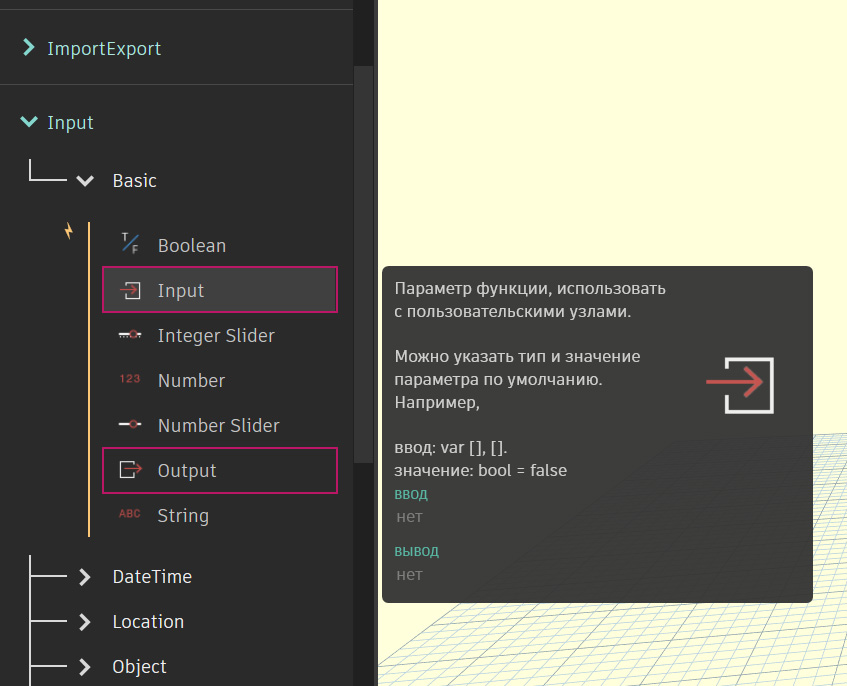 ImportExport
Input
Basic
T/F Boolean
Input
Integer Slider
123 Number
Number Slider
Output
ABC String
DateTime
Location
Object
Параметр функции, использовать
с пользовательскими узлами.
Можно указать тип и значение
параметра по умолчанию.
Например,
ввод: var [], [].
значение: bool = false
ВВОД
нет
ВЫВОД
нет